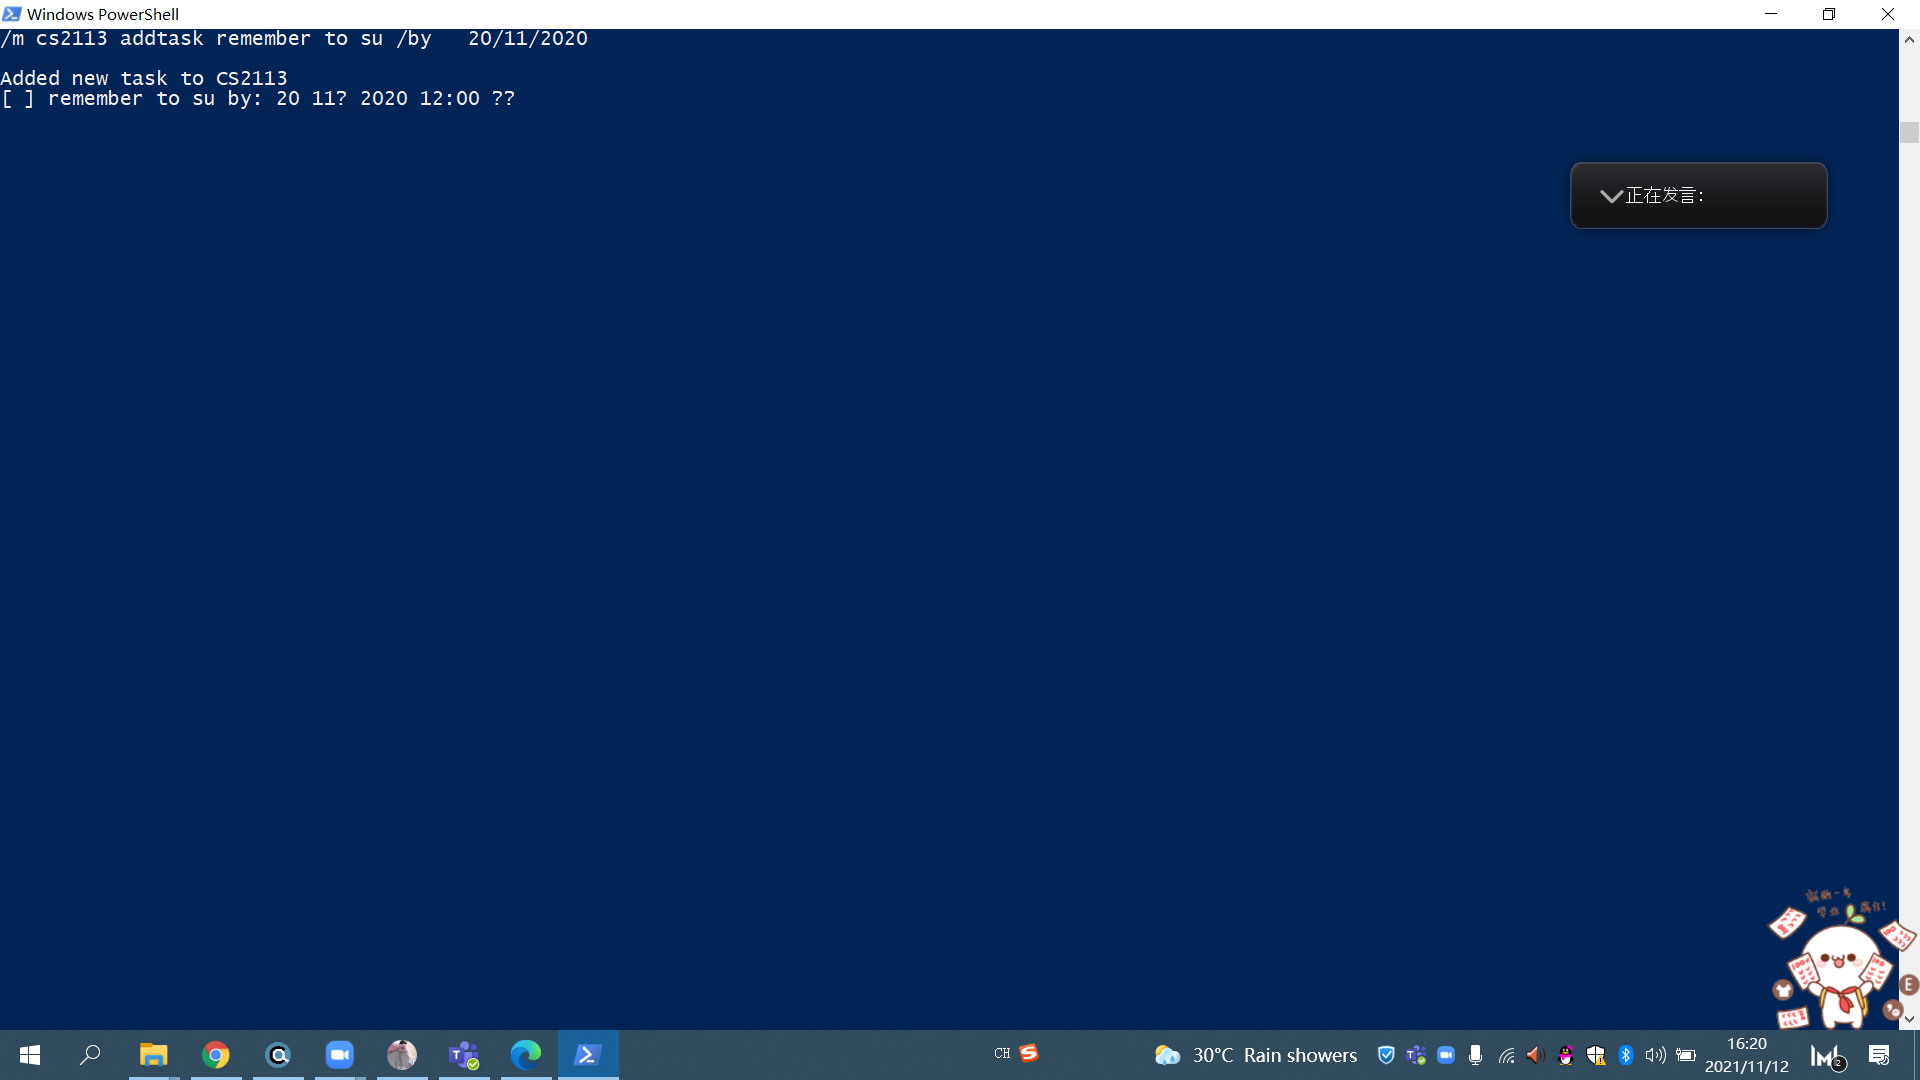 Windows PowerShell
/m cs2113 addtask remember to su /by   20/11/2020
Added new task to CS2113
[ ] remember to su by: 20 11? 2020 12:00 ??
正在发言:
E
CH
30°C Rain showers
16:20
2021/11/12
2